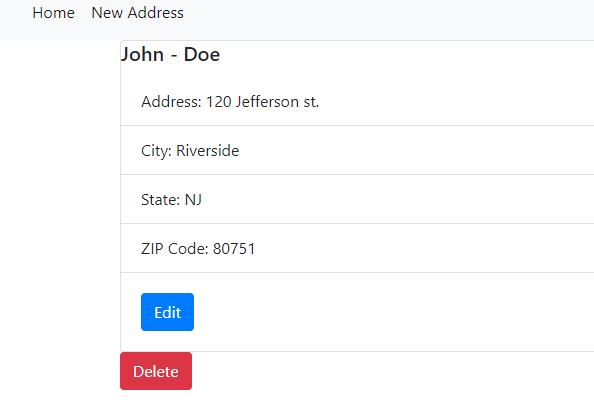 Home New Address
John - Doe
Address: 120 Jefferson st.
City: Riverside
State: NJ
ZIP Code: 80751
Edit
Delete